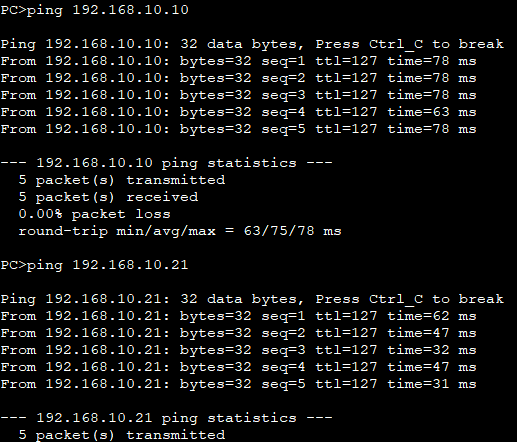 PC>ping 192.168.10.10
Ping 192.168.10.10: 32 data bytes, Press Ctrl_C to break
From 192.168.10.10: bytes=32 seq=1 ttl=127 time=78 ms
From 192.168.10.10: bytes=32 seq=2 ttl=127 time=78 ms
From 192.168.10.10: bytes=32 seq=3 ttl=127 time=78 ms
From 192.168.10.10: bytes=32 seq=4 ttl=127 time=63 ms
From 192.168.10.10: bytes=32 seq=5 ttl=127 time=78 ms
--- 192.168.10.10 ping statistics ---
5 packet(s) transmitted
5 packet(s) received
0.00% packet loss
round-trip min/avg/max = 63/75/78 ms
PC>ping 192.168.10.21
Ping 192.168.10.21: 32 data bytes, Press Ctrl_C to break
From 192.168.10.21: bytes=32 seq=1 ttl=127 time=62 ms
From 192.168.10.21: bytes=32 seq=2 ttl=127 time=47 ms
From 192.168.10.21: bytes=32 seq=3 ttl=127 time=32 ms
From 192.168.10.21: bytes=32 seq=4 ttl=127 time=47 ms
From 192.168.10.21: bytes=32 seq=5 ttl=127 time=31 ms
--- 192.168.10.21 ping statistics ---
5 packet(s) transmitted